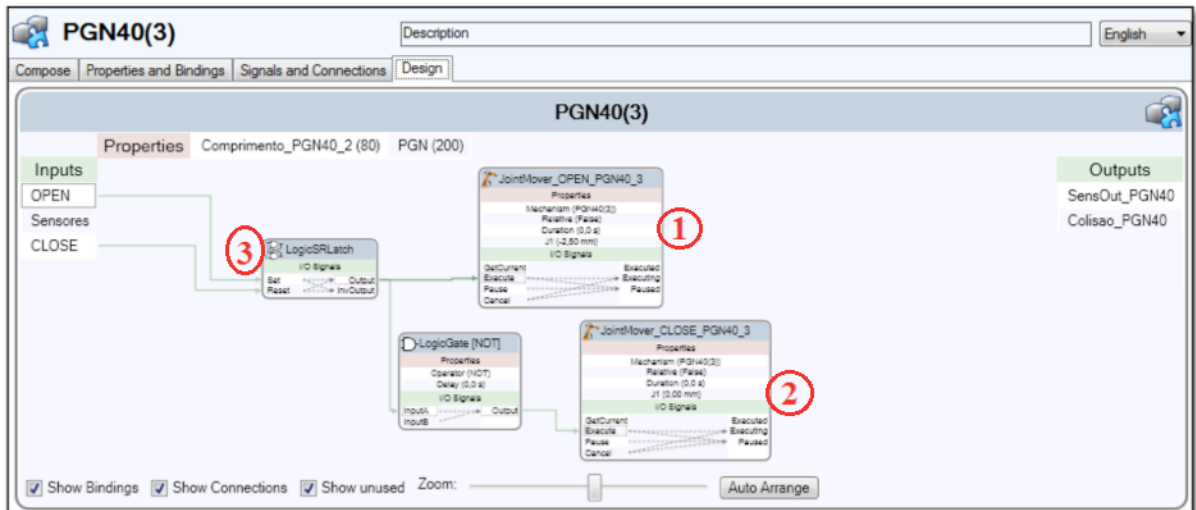 PGN40(3)
Description
English
Compose Properties and Bindings Signals and Connections Design
PGN40(3)
Properties Comprimento_PGN40_2 (80) PGN (200)
Inputs
OPEN
Sensores
CLOSE
Outputs
SensOut_PGN40
Colisao_PGN40
JointMover_OPEN_PGN40_3
Properties
Mechanism (PGN40(3))
Relative (False)
Duration (0,0 s)
J1 (-2,50 mm)
I/O Signals
GetCurrent Executed
Execute Executing
Pause Paused
Cancel
1
3
LogicSRLatch
I/O Signals
Set Output
Reset InvOutput
LogicGate [NOT]
Properties
Operator (NOT)
Delay (0,0 s)
I/O Signals
InputA Output
InputB
JointMover_CLOSE_PGN40_3
Properties
Mechanism (PGN40(3))
Relative (False)
Duration (0,0 s)
J1 (0,00 mm)
I/O Signals
GetCurrent Executed
Execute Executing
Pause Paused
Cancel
2
Show Bindings Show Connections Show unused Zoom: Auto Arrange